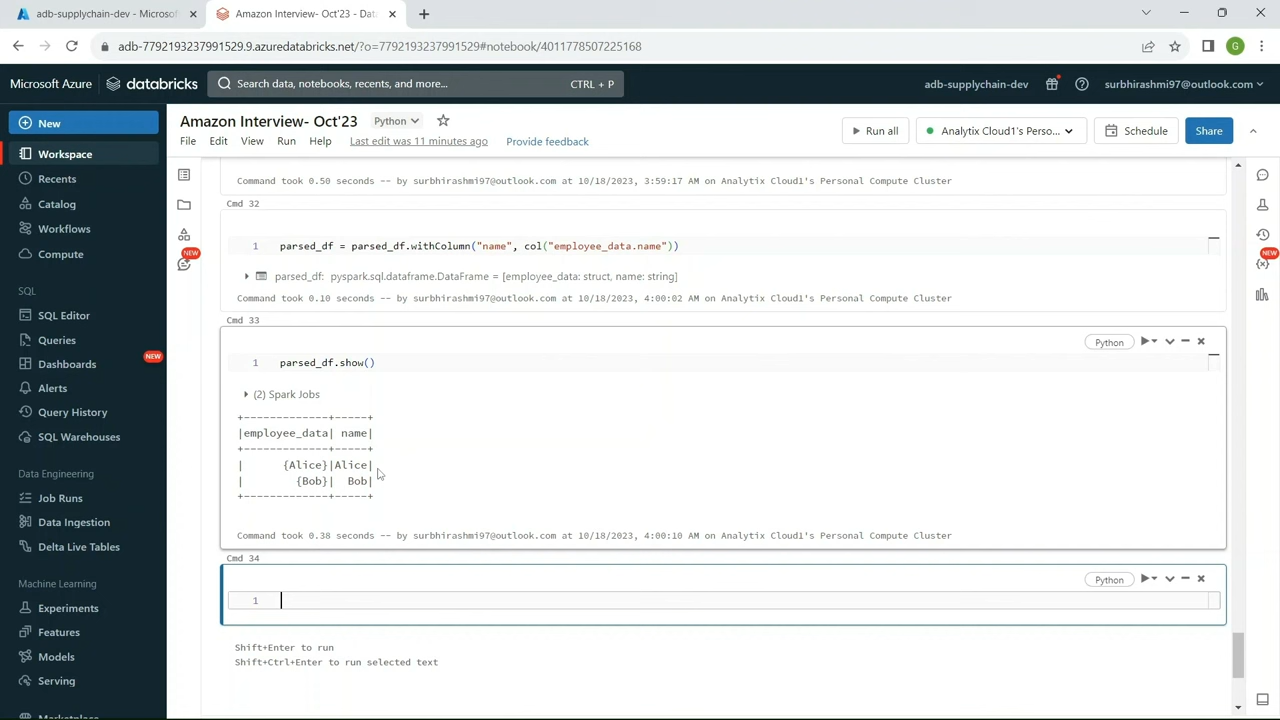 adb-supplychain-dev - Microsof
Amazon Interview- Oct'23 - Dat
adb-7792193237991529.9.azuredatabricks.net/?o=7792193237991529#notebook/4011778507225168
G
Microsoft Azure
databricks
Search data, notebooks, recents, and more...
CTRL + P
adb-supplychain-dev
surbhirashmi97@outlook.com
New
Workspace
Recents
Catalog
Workflows
Compute
SQL
SQL Editor
Queries
Dashboards
NEW
Alerts
Query History
SQL Warehouses
Data Engineering
Job Runs
Data Ingestion
Delta Live Tables
Machine Learning
Experiments
Features
Models
Serving
Marketplace
Amazon Interview- Oct'23
Python
File Edit View Run Help Last edit was 11 minutes ago Provide feedback
Run all
Analytix Cloud1's Perso...
Schedule
Share
NEW
NEW
Command took 0.50 seconds -- by surbhirashmi97@outlook.com at 10/18/2023, 3:59:17 AM on Analytix Cloud1's Personal Compute Cluster
Cmd 32
1 parsed_df = parsed_df.withColumn("name", col("employee_data.name"))
parsed_df: pyspark.sql.dataframe.DataFrame = [employee_data: struct, name: string]
Command took 0.10 seconds -- by surbhirashmi97@outlook.com at 10/18/2023, 4:00:02 AM on Analytix Cloud1's Personal Compute Cluster
Cmd 33
Python
1 parsed_df.show()
(2) Spark Jobs
+-------------+-----+
|employee_data| name|
+-------------+-----+
|      {Alice}|Alice|
|        {Bob}|  Bob|
+-------------+-----+
Command took 0.38 seconds -- by surbhirashmi97@outlook.com at 10/18/2023, 4:00:10 AM on Analytix Cloud1's Personal Compute Cluster
Cmd 34
Python
1
Shift+Enter to run
Shift+Ctrl+Enter to run selected text